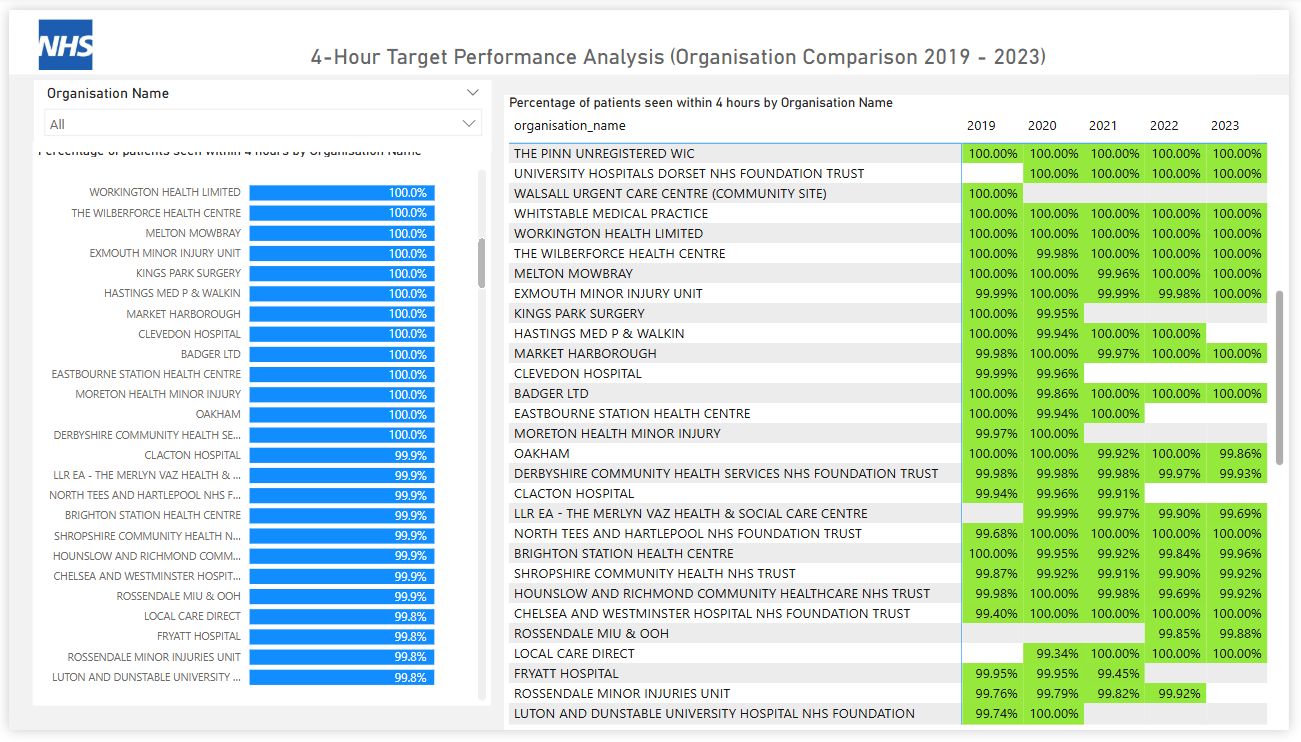 NHS
4-Hour Target Performance Analysis (Organisation Comparison 2019 - 2023)
Organisation Name
All
Percentage of patients seen within 4 hours by Organisation Name
WORKINGTON HEALTH LIMITED 100.0%
THE WILBERFORCE HEALTH CENTRE 100.0%
MELTON MOWBRAY 100.0%
EXMOUTH MINOR INJURY UNIT 100.0%
KINGS PARK SURGERY 100.0%
HASTINGS MED P & WALKIN 100.0%
MARKET HARBOROUGH 100.0%
CLEVEDON HOSPITAL 100.0%
BADGER LTD 100.0%
EASTBOURNE STATION HEALTH CENTRE 100.0%
MORETON HEALTH MINOR INJURY 100.0%
OAKHAM 100.0%
DERBYSHIRE COMMUNITY HEALTH SE... 100.0%
CLACTON HOSPITAL 99.9%
LLR EA - THE MERLYN VAZ HEALTH & ... 99.9%
NORTH TEES AND HARTLEPOOL NHS F... 99.9%
BRIGHTON STATION HEALTH CENTRE 99.9%
SHROPSHIRE COMMUNITY HEALTH N... 99.9%
HOUNSLOW AND RICHMOND COMM... 99.9%
CHELSEA AND WESTMINSTER HOSPIT... 99.9%
ROSSENDALE MIU & OOH 99.9%
LOCAL CARE DIRECT 99.8%
FRYATT HOSPITAL 99.8%
ROSSENDALE MINOR INJURIES UNIT 99.8%
LUTON AND DUNSTABLE UNIVERSITY ... 99.8%
Percentage of patients seen within 4 hours by Organisation Name
organisation_name 2019 2020 2021 2022 2023
THE PINN UNREGISTERED WIC 100.00% 100.00% 100.00% 100.00% 100.00%
UNIVERSITY HOSPITALS DORSET NHS FOUNDATION TRUST 100.00% 100.00% 100.00% 100.00%
WALSALL URGENT CARE CENTRE (COMMUNITY SITE) 100.00%
WHITSTABLE MEDICAL PRACTICE 100.00% 100.00% 100.00% 100.00% 100.00%
WORKINGTON HEALTH LIMITED 100.00% 100.00% 100.00% 100.00% 100.00%
THE WILBERFORCE HEALTH CENTRE 100.00% 99.98% 100.00% 100.00% 100.00%
MELTON MOWBRAY 100.00% 100.00% 99.96% 100.00% 100.00%
EXMOUTH MINOR INJURY UNIT 99.99% 100.00% 99.99% 99.98% 100.00%
KINGS PARK SURGERY 100.00% 99.95%
HASTINGS MED P & WALKIN 100.00% 99.94% 100.00% 100.00%
MARKET HARBOROUGH 99.98% 100.00% 99.97% 100.00% 100.00%
CLEVEDON HOSPITAL 99.99% 99.96%
BADGER LTD 100.00% 99.86% 100.00% 100.00% 100.00%
EASTBOURNE STATION HEALTH CENTRE 100.00% 99.94% 100.00%
MORETON HEALTH MINOR INJURY 99.97% 100.00%
OAKHAM 100.00% 100.00% 99.92% 100.00% 99.86%
DERBYSHIRE COMMUNITY HEALTH SERVICES NHS FOUNDATION TRUST 99.98% 99.98% 99.98% 99.97% 99.93%
CLACTON HOSPITAL 99.94% 99.96% 99.91%
LLR EA - THE MERLYN VAZ HEALTH & SOCIAL CARE CENTRE 99.99% 99.97% 99.90% 99.69%
NORTH TEES AND HARTLEPOOL NHS FOUNDATION TRUST 99.68% 100.00% 100.00% 100.00% 100.00%
BRIGHTON STATION HEALTH CENTRE 100.00% 99.95% 99.92% 99.84% 99.96%
SHROPSHIRE COMMUNITY HEALTH NHS TRUST 99.87% 99.92% 99.91% 99.90% 99.92%
HOUNSLOW AND RICHMOND COMMUNITY HEALTHCARE NHS TRUST 99.98% 100.00% 99.98% 99.69% 99.92%
CHELSEA AND WESTMINSTER HOSPITAL NHS FOUNDATION TRUST 99.40% 100.00% 100.00% 100.00% 100.00%
ROSSENDALE MIU & OOH 99.85% 99.88%
LOCAL CARE DIRECT 99.34% 100.00% 100.00% 100.00%
FRYATT HOSPITAL 99.95% 99.95% 99.45%
ROSSENDALE MINOR INJURIES UNIT 99.76% 99.79% 99.82% 99.92%
LUTON AND DUNSTABLE UNIVERSITY HOSPITAL NHS FOUNDATION 99.74% 100.00%